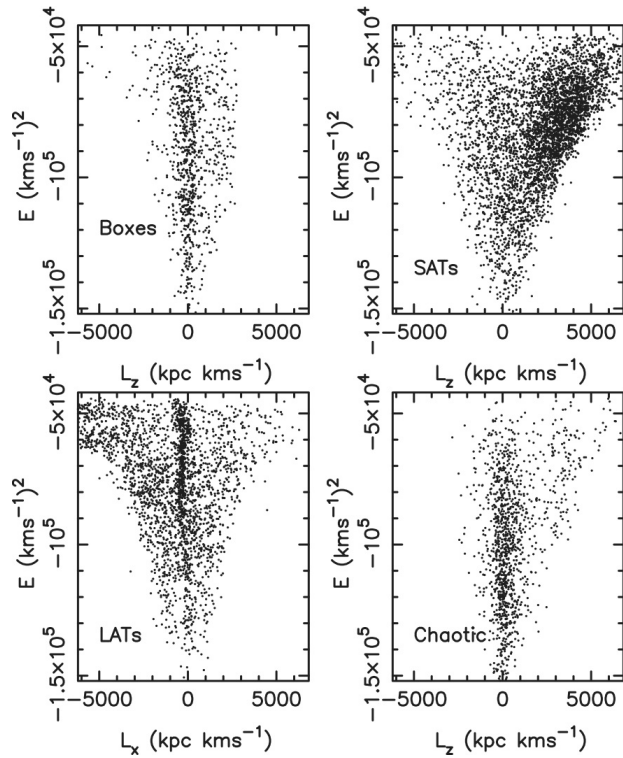 −5×10⁴
−10⁵
−1.5×10⁵
E (kms⁻¹)²
Boxes
−5000 0 5000
L_z (kpc kms⁻¹)
−5×10⁴
−10⁵
−1.5×10⁵
E (kms⁻¹)²
SATs
−5000 0 5000
L_z (kpc kms⁻¹)
−5×10⁴
−10⁵
−1.5×10⁵
E (kms⁻¹)²
LATs
−5000 0 5000
L_x (kpc kms⁻¹)
−5×10⁴
−10⁵
−1.5×10⁵
E (kms⁻¹)²
Chaotic
−5000 0 5000
L_z (kpc kms⁻¹)